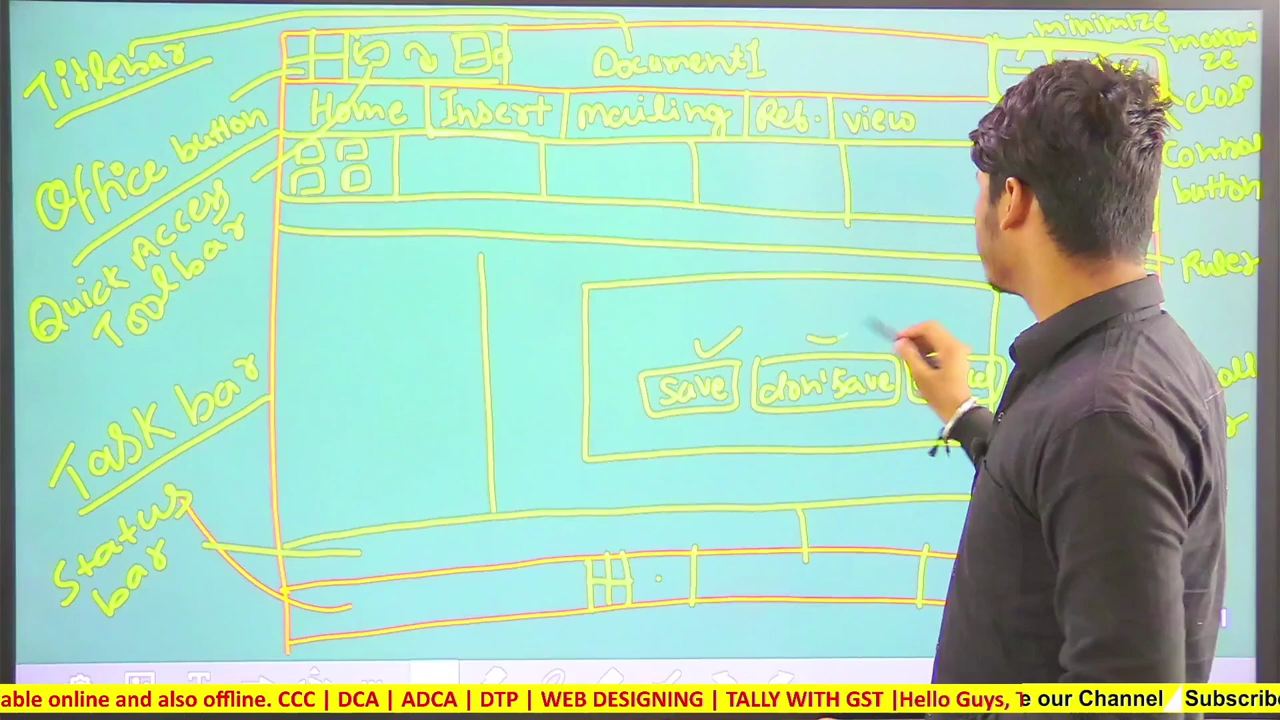 Titlebar
Office button
Quick Access
Toolbar
Task bar
Status
bar
Document1
Home Insert Mailing Ref. view
save don't save
minimize
maximi
ze
close
Control
button
Ruler
able online and also offline. CCC | DCA | ADCA | DTP | WEB DESIGNING | TALLY WITH GST |Hello Guys,
e our Channel Subscribe